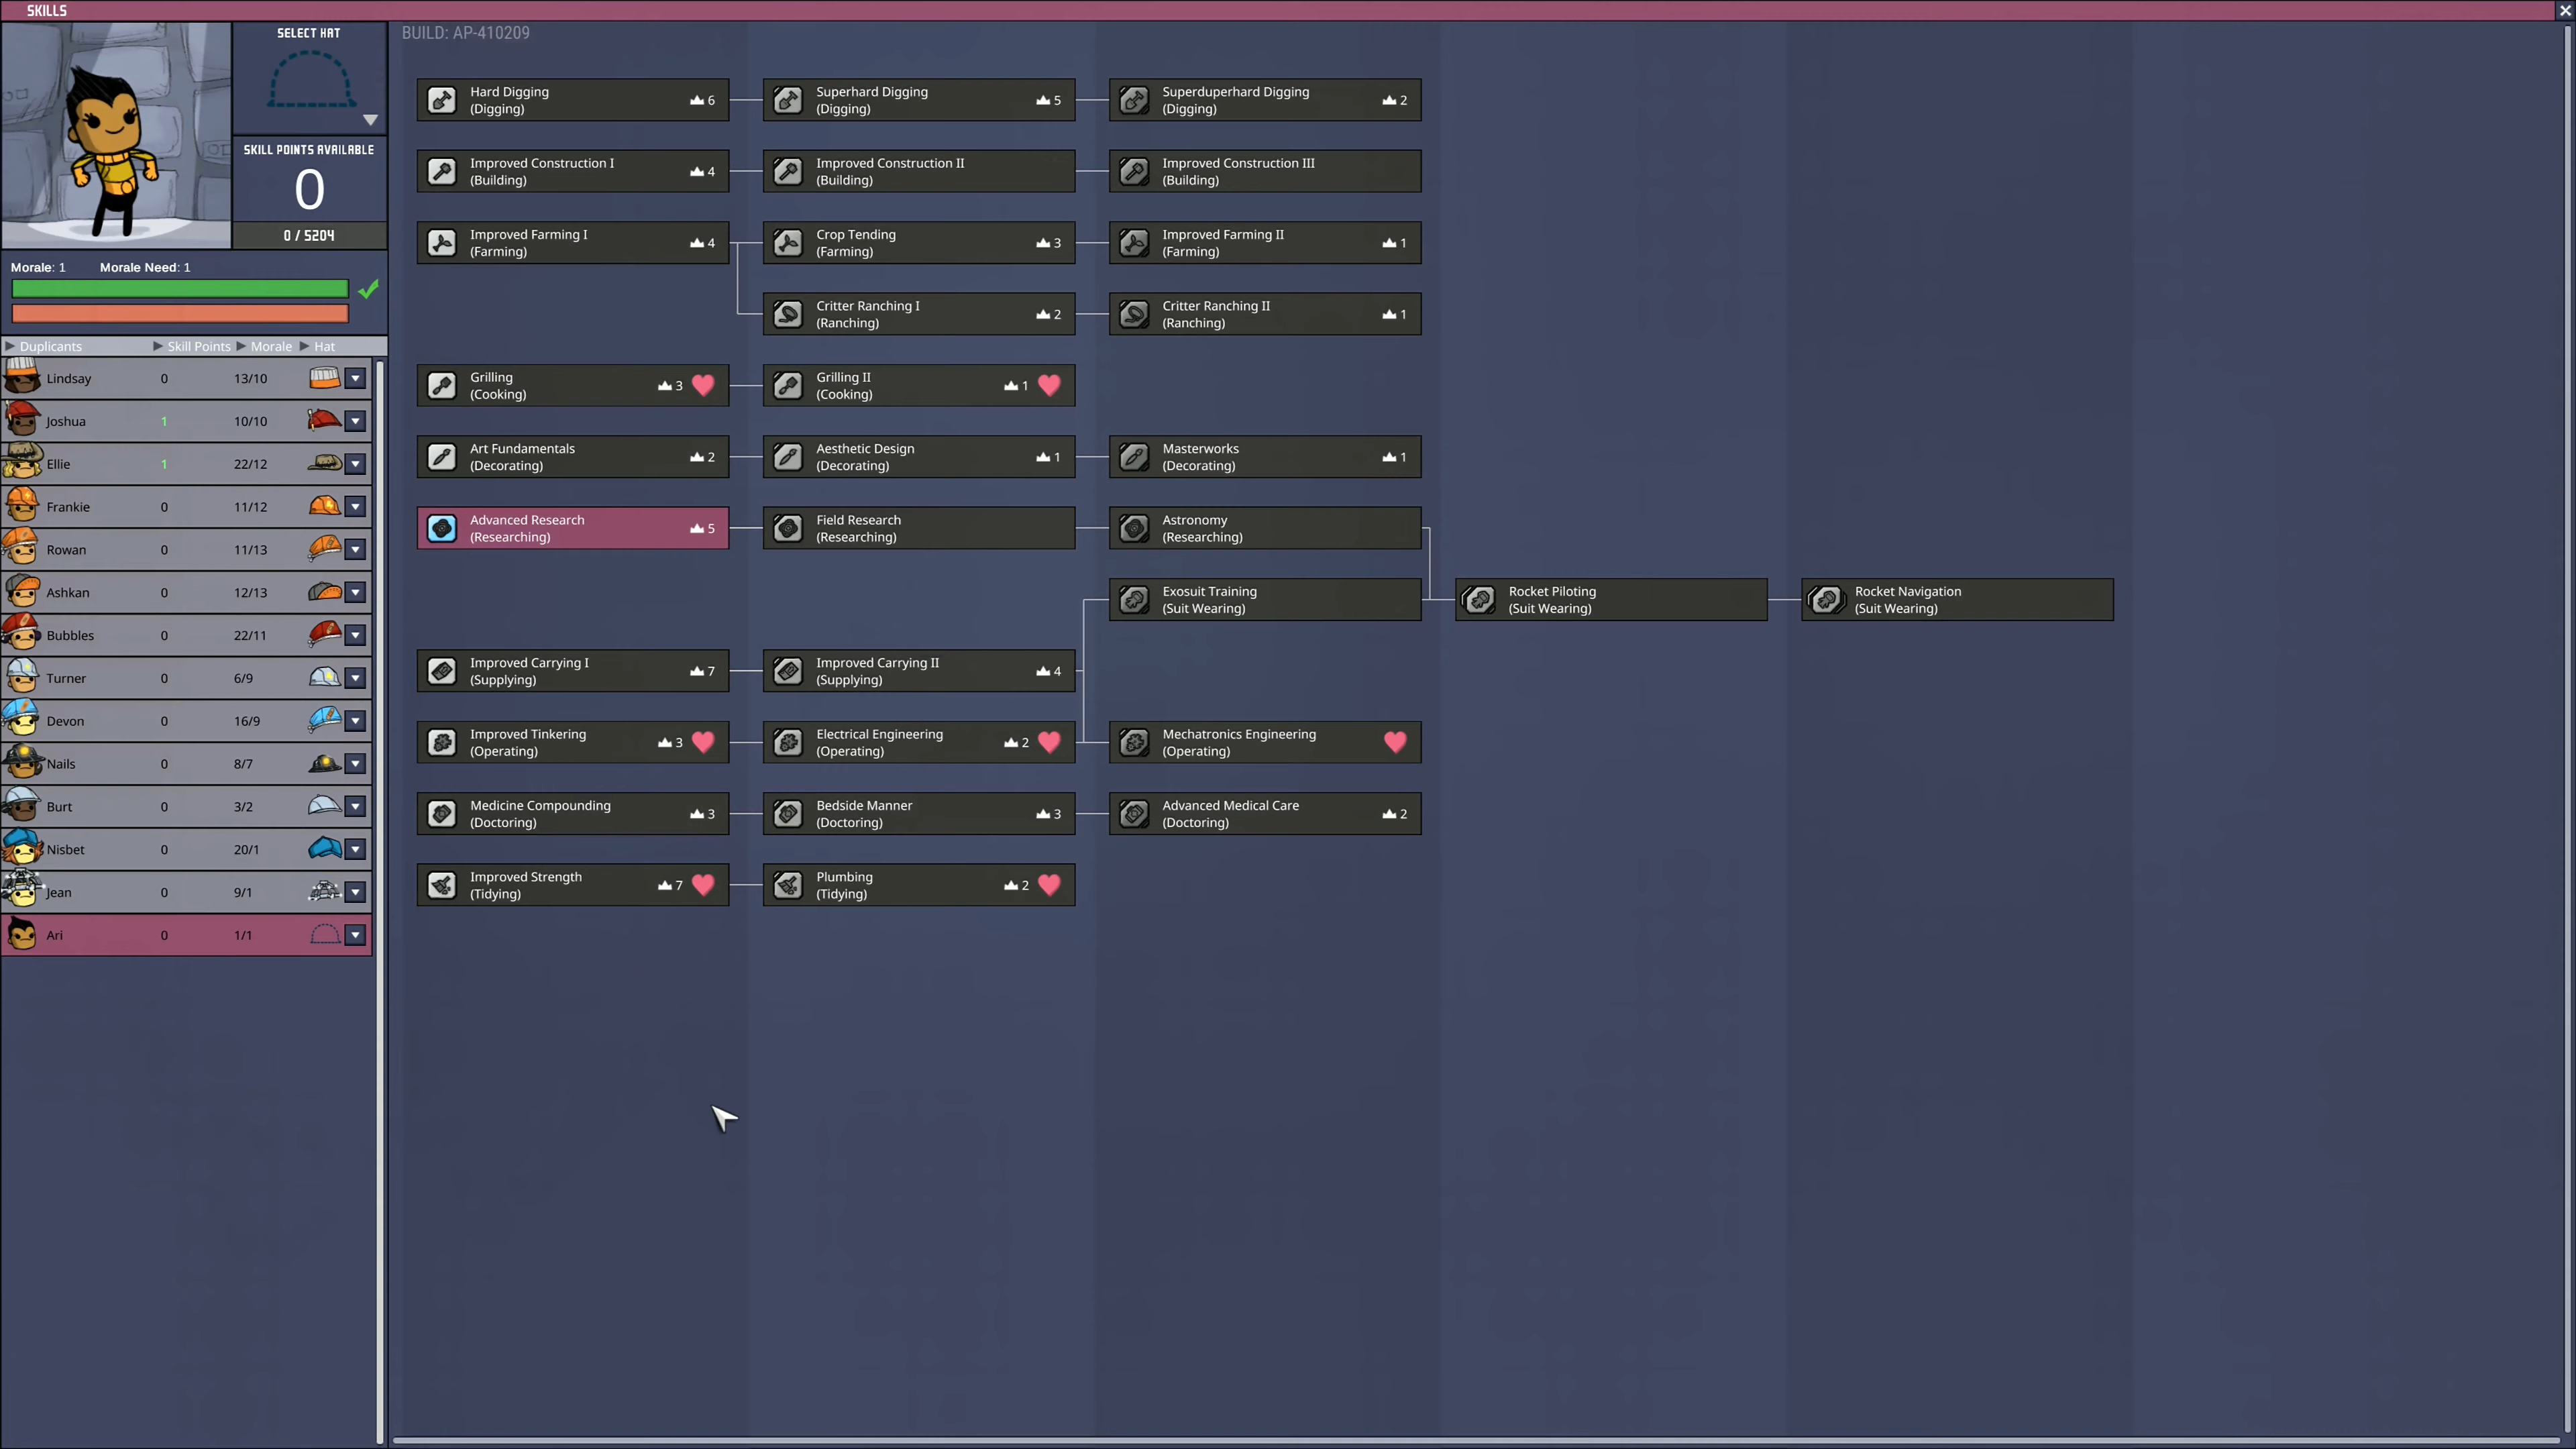 SKILLS
SELECT HAT
SKILL POINTS AVAILABLE
0
0 / 5204
Morale: 1 Morale Need: 1
Duplicants Skill Points Morale Hat
Lindsay 0 13/10
Joshua 1 10/10
Ellie 1 22/12
Frankie 0 11/12
Rowan 0 11/13
Ashkan 0 12/13
Bubbles 0 22/11
Turner 0 6/9
Devon 0 16/9
Nails 0 8/7
Burt 0 3/2
Nisbet 0 20/1
Jean 0 9/1
Ari 0 1/1
BUILD: AP-410209
Hard Digging
(Digging)
6
Superhard Digging
(Digging)
5
Superduperhard Digging
(Digging)
2
Improved Construction I
(Building)
4
Improved Construction II
(Building)
Improved Construction III
(Building)
Improved Farming I
(Farming)
4
Crop Tending
(Farming)
3
Improved Farming II
(Farming)
1
Critter Ranching I
(Ranching)
2
Critter Ranching II
(Ranching)
1
Grilling
(Cooking)
3
Grilling II
(Cooking)
1
Art Fundamentals
(Decorating)
2
Aesthetic Design
(Decorating)
1
Masterworks
(Decorating)
1
Advanced Research
(Researching)
5
Field Research
(Researching)
Astronomy
(Researching)
Exosuit Training
(Suit Wearing)
Rocket Piloting
(Suit Wearing)
Rocket Navigation
(Suit Wearing)
Improved Carrying I
(Supplying)
7
Improved Carrying II
(Supplying)
4
Improved Tinkering
(Operating)
3
Electrical Engineering
(Operating)
2
Mechatronics Engineering
(Operating)
Medicine Compounding
(Doctoring)
3
Bedside Manner
(Doctoring)
3
Advanced Medical Care
(Doctoring)
2
Improved Strength
(Tidying)
7
Plumbing
(Tidying)
2